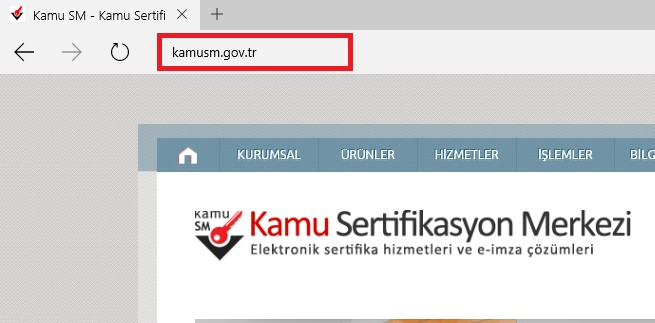 Kamu SM - Kamu Sertifi
kamusm.gov.tr
KURUMSAL ÜRÜNLER HİZMETLER İŞLEMLER BİLG
Kamu SM
Kamu Sertifikasyon Merkezi
Elektronik sertifika hizmetleri ve e-imza çözümleri